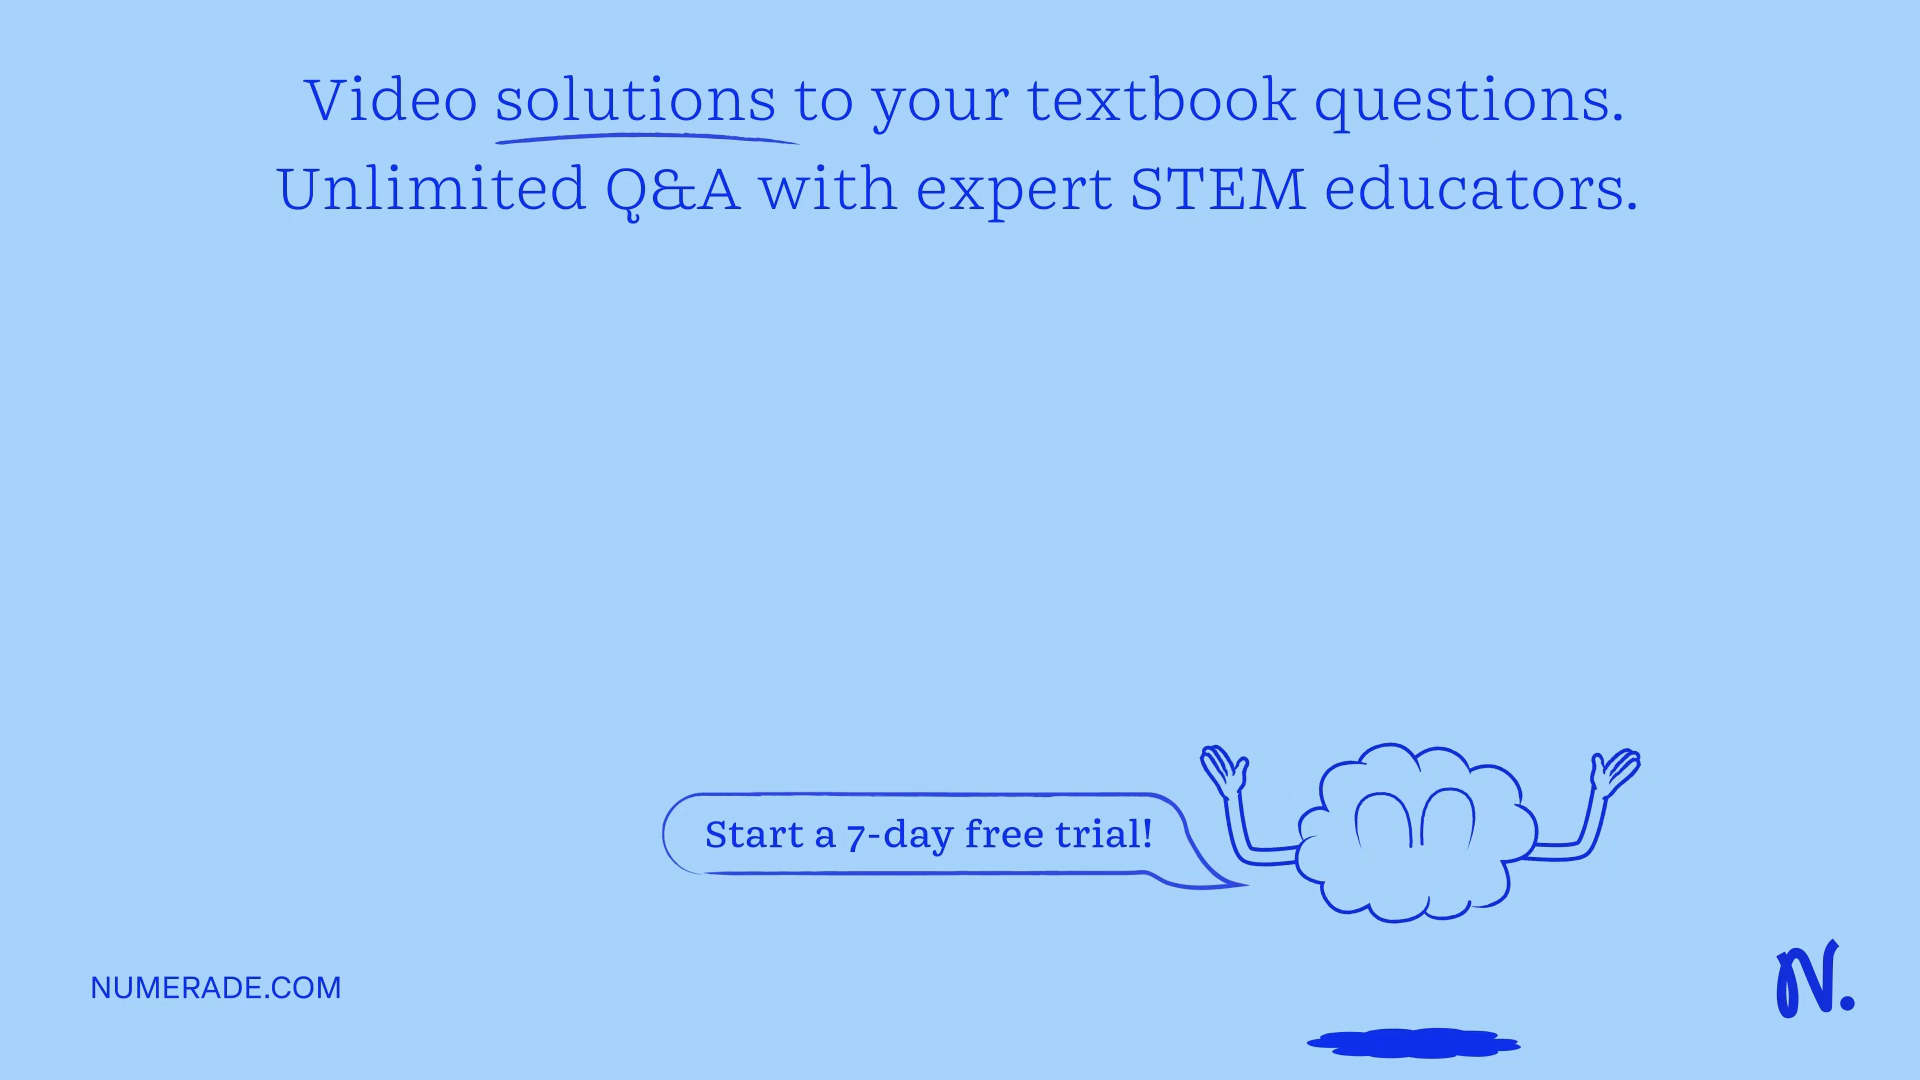 Video solutions to your textbook questions.
Unlimited Q&A with expert STEM educators.
Start a 7-day free trial!
NUMERADE.COM
N.